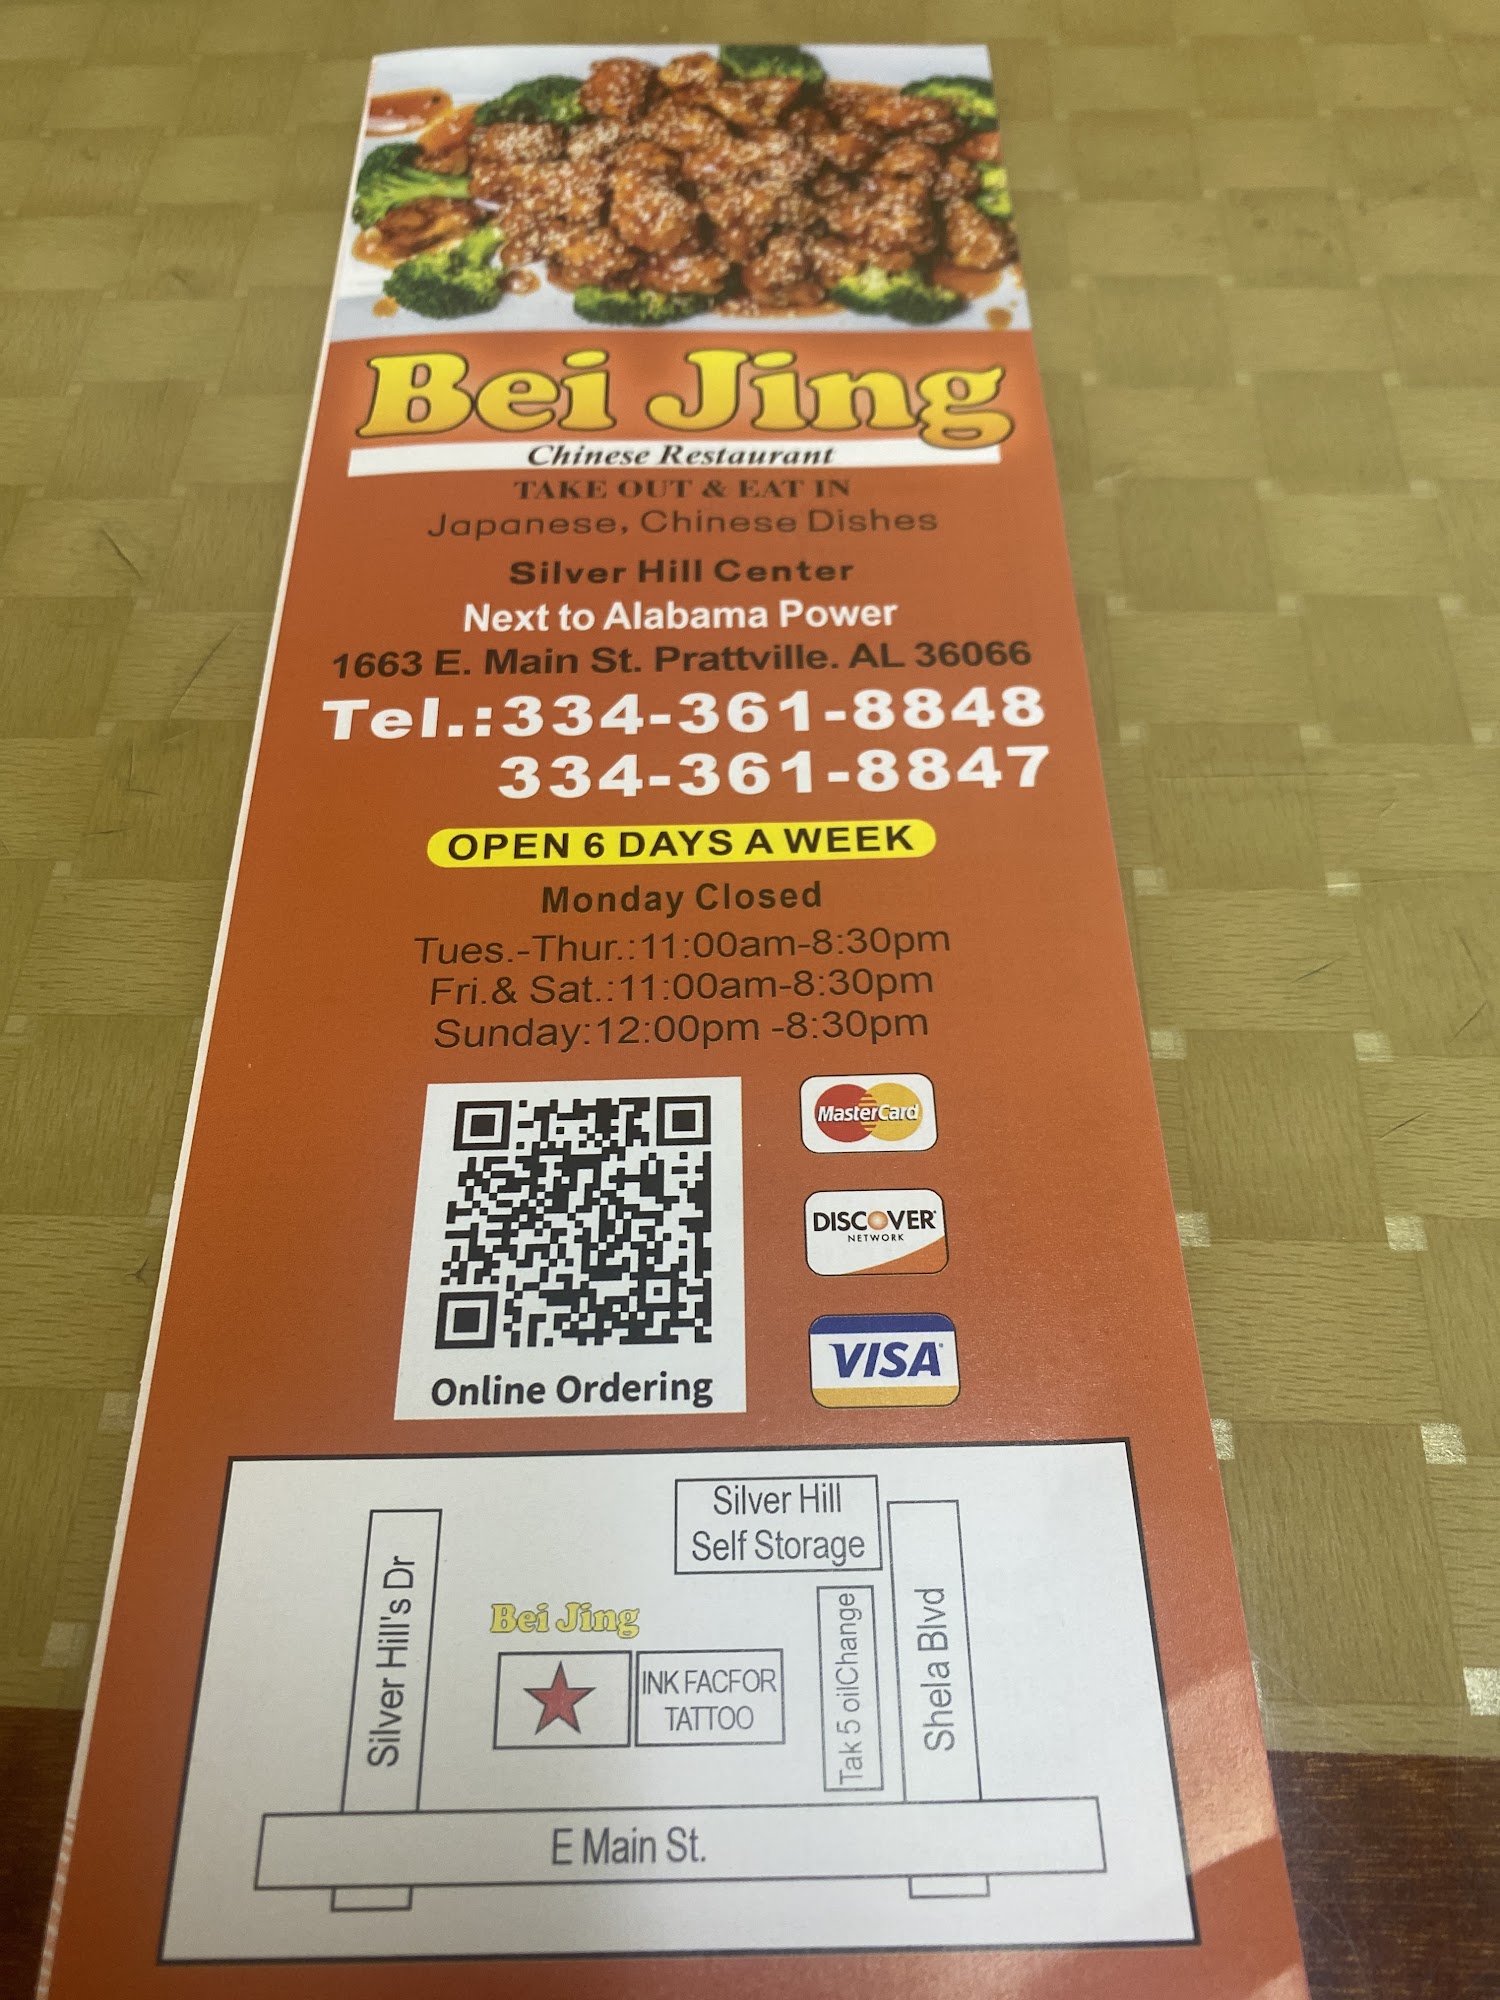 Bei Jing
Chinese Restaurant
TAKE OUT & EAT IN
Japanese, Chinese Dishes
Silver Hill Center
Next to Alabama Power
1663 E. Main St. Prattville. AL 36066
Tel.:334-361-8848
334-361-8847
OPEN 6 DAYS A WEEK
Monday Closed
Tues.-Thur.:11:00am-8:30pm
Fri.& Sat.:11:00am-8:30pm
Sunday:12:00pm -8:30pm
MasterCard
DISCOVER
NETWORK
VISA
Online Ordering
Silver Hill
Self Storage
Silver Hill's Dr
Bei Jing
INK FACFOR
TATTOO
Tak 5 oilChange
Shela Blvd
E Main St.